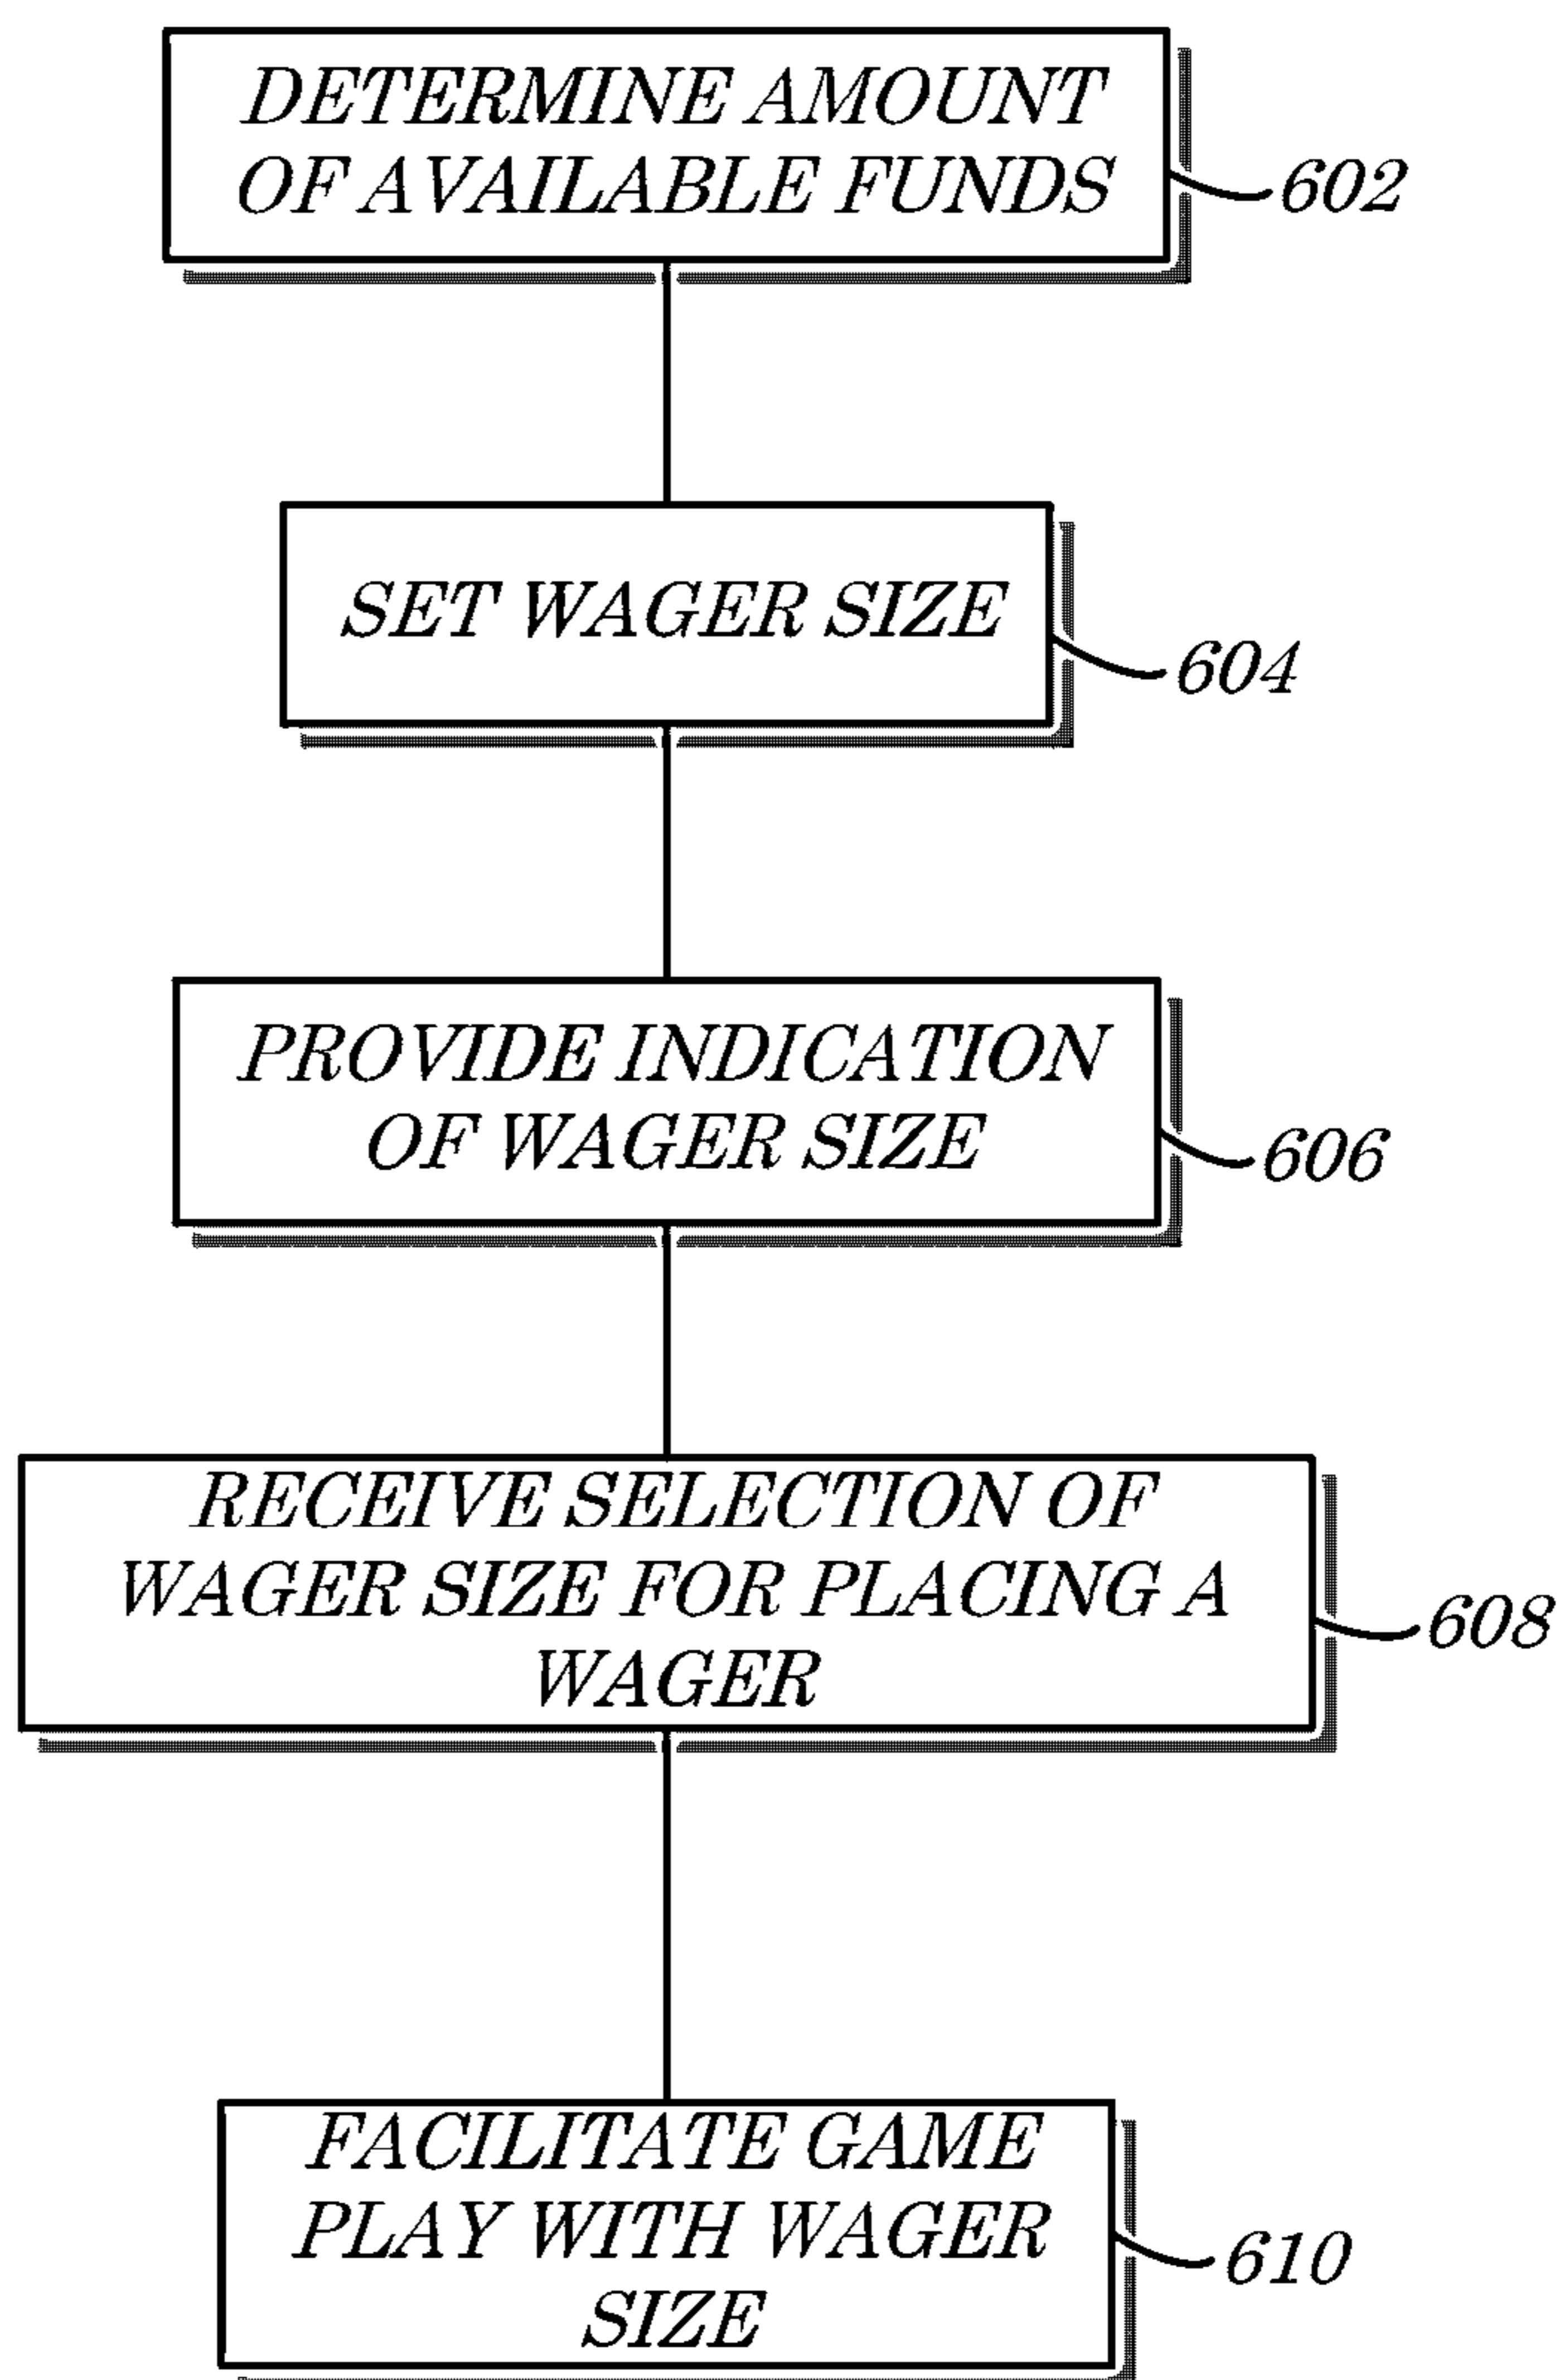 DETERMINE AMOUNT
OF AVAILABLE FUNDS
602
SET WAGER SIZE
604
PROVIDE INDICATION
OF WAGER SIZE
606
RECEIVE SELECTION OF
WAGER SIZE FOR PLACING A
WAGER
608
FACILITATE GAME
PLAY WITH WAGER
SIZE
610